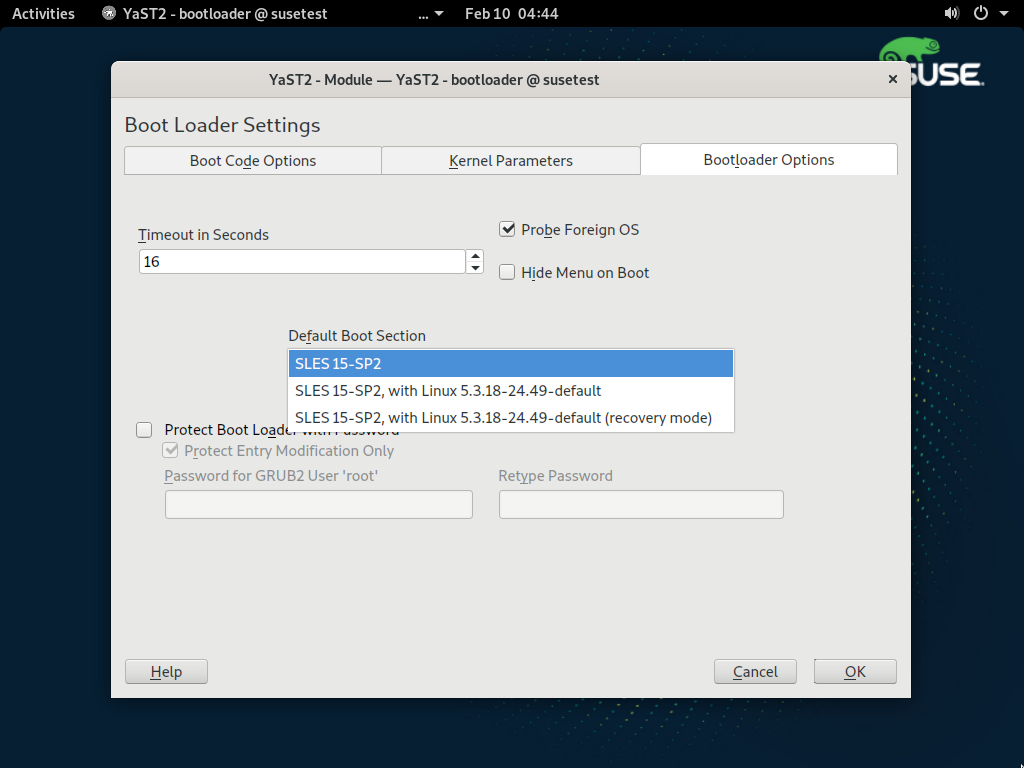 Activities YaST2 - bootloader @ susetest ... Feb 10 04:44
SUSE
YaST2 - Module — YaST2 - bootloader @ susetest
Boot Loader Settings
Boot Code Options Kernel Parameters Bootloader Options
Timeout in Seconds
Probe Foreign OS
16
Hide Menu on Boot
Default Boot Section
SLES 15-SP2
SLES 15-SP2, with Linux 5.3.18-24.49-default
SLES 15-SP2, with Linux 5.3.18-24.49-default (recovery mode)
Protect Boot Loader with Password
Protect Entry Modification Only
Password for GRUB2 User 'root' Retype Password
Help Cancel OK